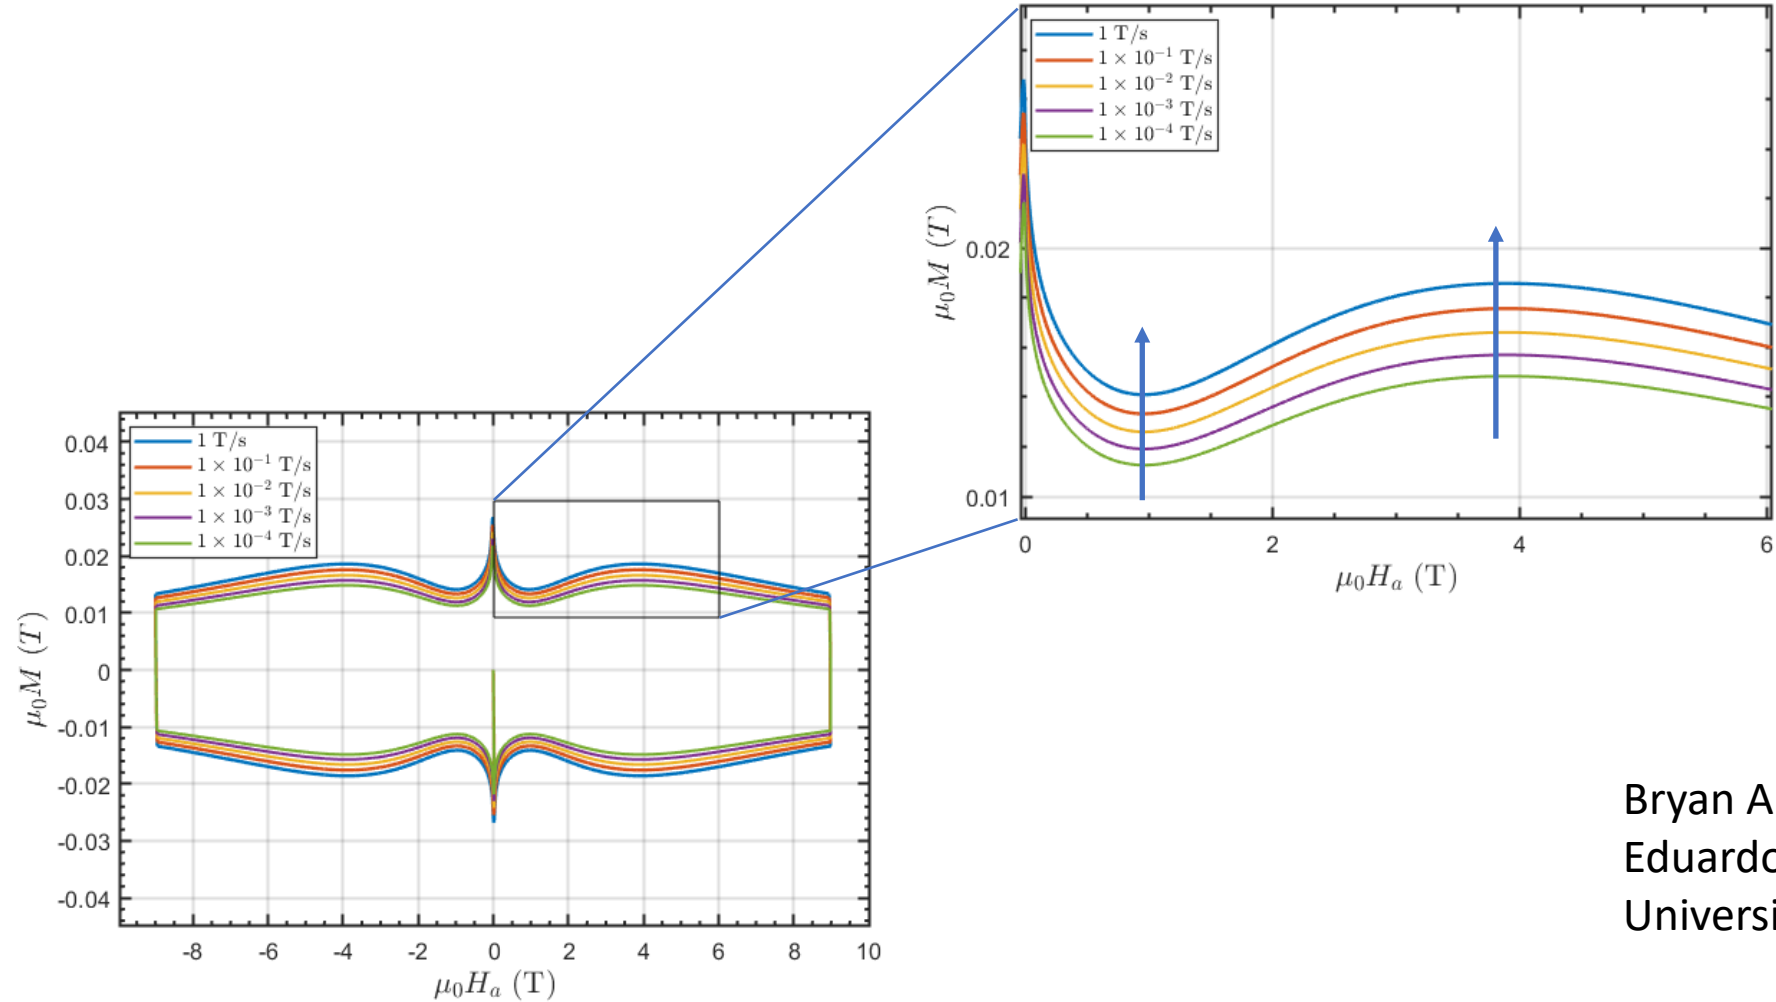 1 T/s
1 × 10⁻¹ T/s
1 × 10⁻² T/s
1 × 10⁻³ T/s
1 × 10⁻⁴ T/s
0.02
0.01
μ₀M (T)
0 2 4 6
μ₀Hₐ (T)
1 T/s
1 × 10⁻¹ T/s
1 × 10⁻² T/s
1 × 10⁻³ T/s
1 × 10⁻⁴ T/s
0.04
0.03
0.02
0.01
0
-0.01
-0.02
-0.03
-0.04
μ₀M (T)
-8 -6 -4 -2 0 2 4 6 8 10
μ₀Hₐ (T)
Bryan A
Eduardo
Universi